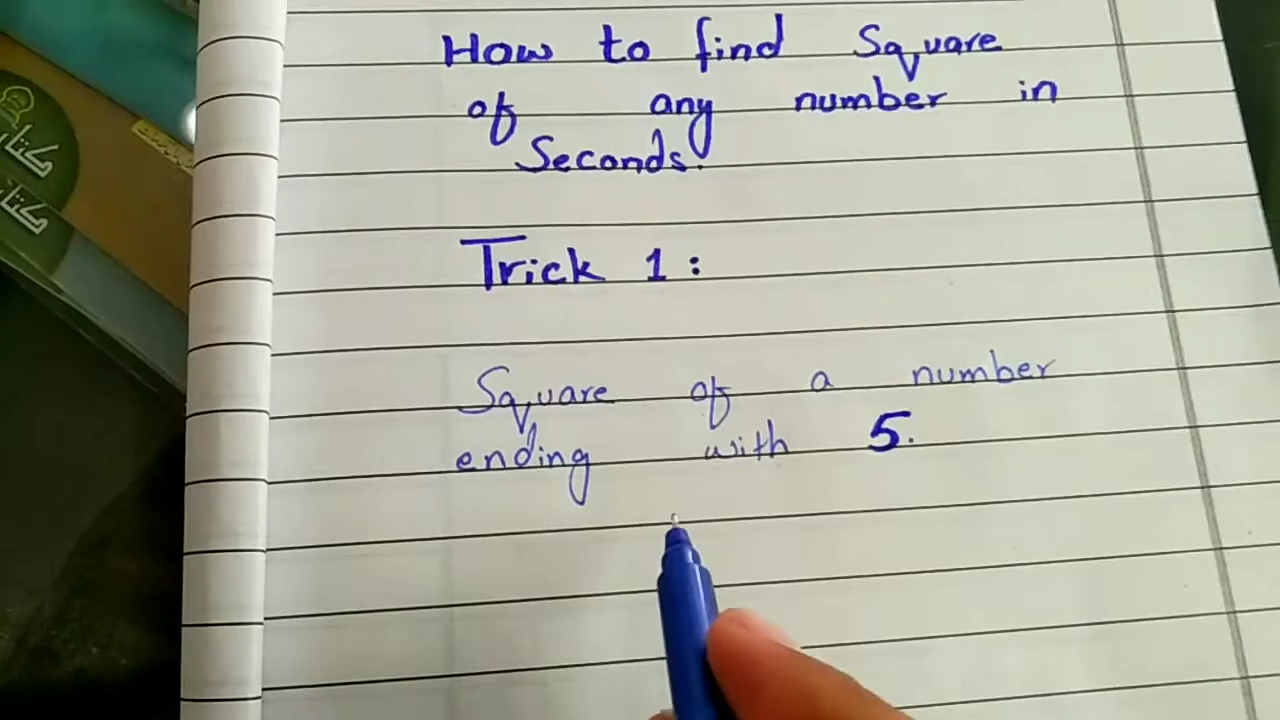 How to find Square
of any number in
Seconds.
Trick 1:
Square of a number
ending with 5.